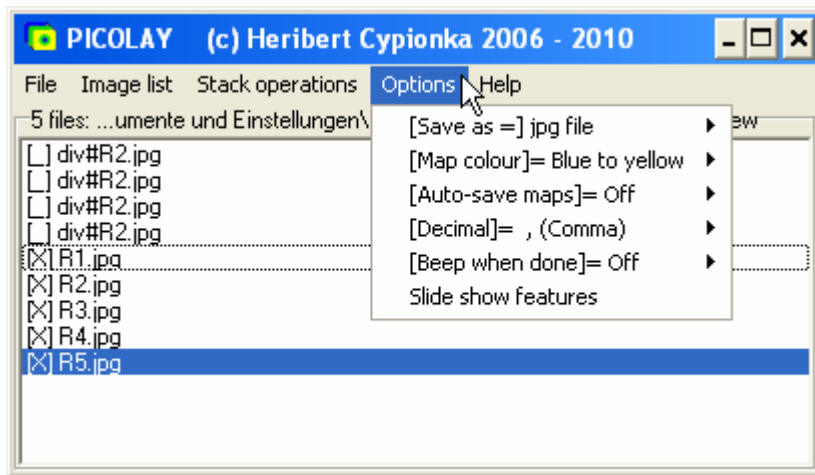 PICOLAY (c) Heribert Cypionka 2006 - 2010
File Image list Stack operations Options Help
5 files: ...umente und Einstellungen\ ew
[Save as =] jpg file
[Map colour]= Blue to yellow
[Auto-save maps]= Off
[Decimal]= , (Comma)
[Beep when done]= Off
Slide show features
[_] div#R2.jpg
[_] div#R2.jpg
[_] div#R2.jpg
[_] div#R2.jpg
[X] R1.jpg
[X] R2.jpg
[X] R3.jpg
[X] R4.jpg
[X] R5.jpg